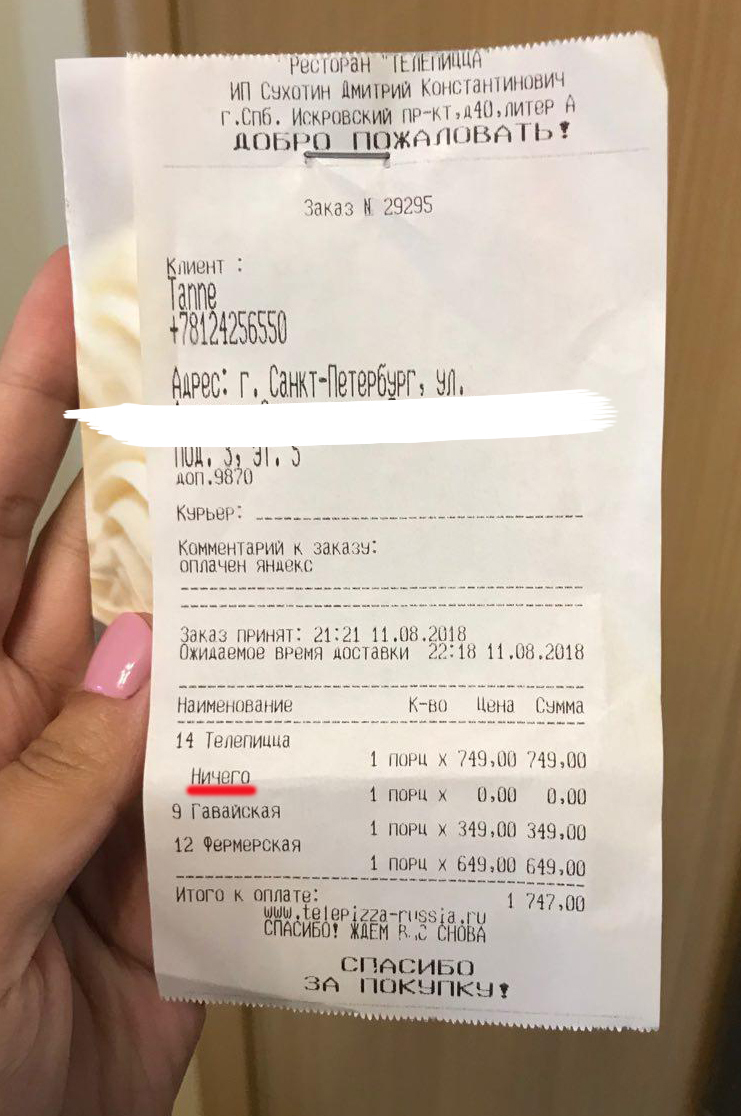 Ресторан "ТЕЛЕПИЦЦА"
ИП Сухотин Дмитрий Константинович
г.Спб. Искровский пр-кт,д40,литер А
ДОБРО ПОЖАЛОВАТЬ!
Заказ № 29295
Клиент :
Tanne
+78124256550
Адрес: г. Санкт-Петербург, ул.
под. 3, эт. 5
доп.9870
Курьер:
Комментарий к заказу:
оплачен яндекс
Заказ принят: 21:21 11.08.2018
Ожидаемое время доставки 22:18 11.08.2018
Наименование К-во Цена Сумма
14 Телепицца
1 порц х 749,00 749,00
Ничего
1 порц х 0,00 0,00
9 Гавайская
1 порц х 349,00 349,00
12 Фермерская
1 порц х 649,00 649,00
Итого к оплате: 1 747,00
www.telepizza-russia.ru
СПАСИБО! ЖДЕМ СНОВА
СПАСИБО
ЗА ПОКУПКУ!